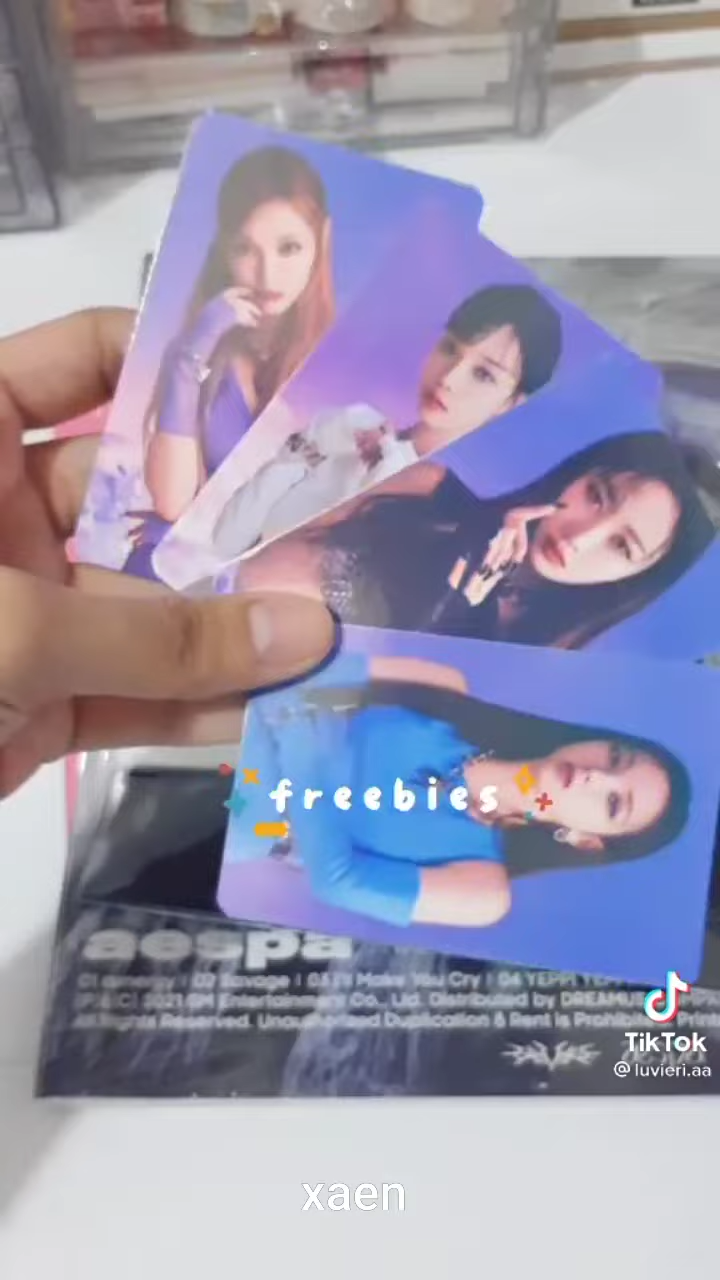 freebies
aespa
01 aenergy | 02 Savage | 03 I'll Make You Cry | 04 YEPPI YEPPI
(P)&(C) 2021 SM Entertainment Co., Ltd. Distributed by DREAMUS
All Rights Reserved. Unauthorized Duplication & Rent is Prohibited
TikTok
@luvieri.aa
xaen